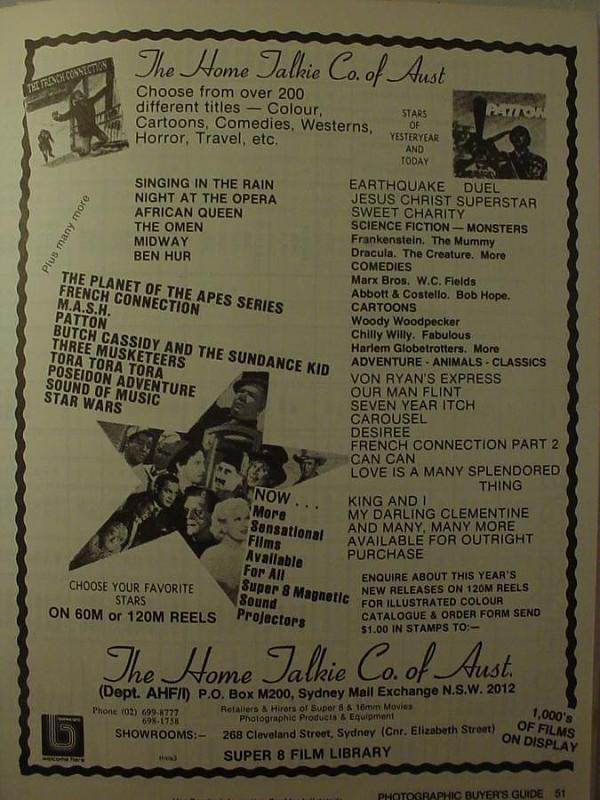 THE FRENCH CONNECTION
The Home Talkie Co. of Aust
Choose from over 200
different titles — Colour,
Cartoons, Comedies, Westerns,
Horror, Travel, etc.
STARS
OF
YESTERYEAR
AND
TODAY
PATTON
Plus many more
SINGING IN THE RAIN
NIGHT AT THE OPERA
AFRICAN QUEEN
THE OMEN
MIDWAY
BEN HUR
THE PLANET OF THE APES SERIES
FRENCH CONNECTION
M.A.S.H.
PATTON
BUTCH CASSIDY AND THE SUNDANCE KID
THREE MUSKETEERS
TORA TORA TORA
POSEIDON ADVENTURE
SOUND OF MUSIC
STAR WARS
EARTHQUAKE DUEL
JESUS CHRIST SUPERSTAR
SWEET CHARITY
SCIENCE FICTION — MONSTERS
Frankenstein. The Mummy
Dracula. The Creature. More
COMEDIES
Marx Bros. W.C. Fields
Abbott & Costello. Bob Hope.
CARTOONS
Woody Woodpecker
Chilly Willy. Fabulous
Harlem Globetrotters. More
ADVENTURE - ANIMALS - CLASSICS
VON RYAN'S EXPRESS
OUR MAN FLINT
SEVEN YEAR ITCH
CAROUSEL
DESIREE
FRENCH CONNECTION PART 2
CAN CAN
LOVE IS A MANY SPLENDORED
THING
KING AND I
MY DARLING CLEMENTINE
AND MANY, MANY MORE
AVAILABLE FOR OUTRIGHT
PURCHASE
NOW ...
More
Sensational
Films
Available
For All
Super 8 Magnetic
Sound
Projectors
CHOOSE YOUR FAVORITE
STARS
ON 60M or 120M REELS
ENQUIRE ABOUT THIS YEAR'S
NEW RELEASES ON 120M REELS
FOR ILLUSTRATED COLOUR
CATALOGUE & ORDER FORM SEND
$1.00 IN STAMPS TO:—
The Home Talkie Co. of Aust.
(Dept. AHF/I) P.O. Box M200, Sydney Mail Exchange N.S.W. 2012
Phone (02) 699-8777
698-1758
Retailers & Hirers of Super 8 & 16mm Movies
Photographic Products & Equipment
SHOWROOMS:— 268 Cleveland Street, Sydney (Cnr. Elizabeth Street)
SUPER 8 FILM LIBRARY
1,000's
OF FILMS
ON DISPLAY
welcome here
PHOTOGRAPHIC BUYER'S GUIDE 51